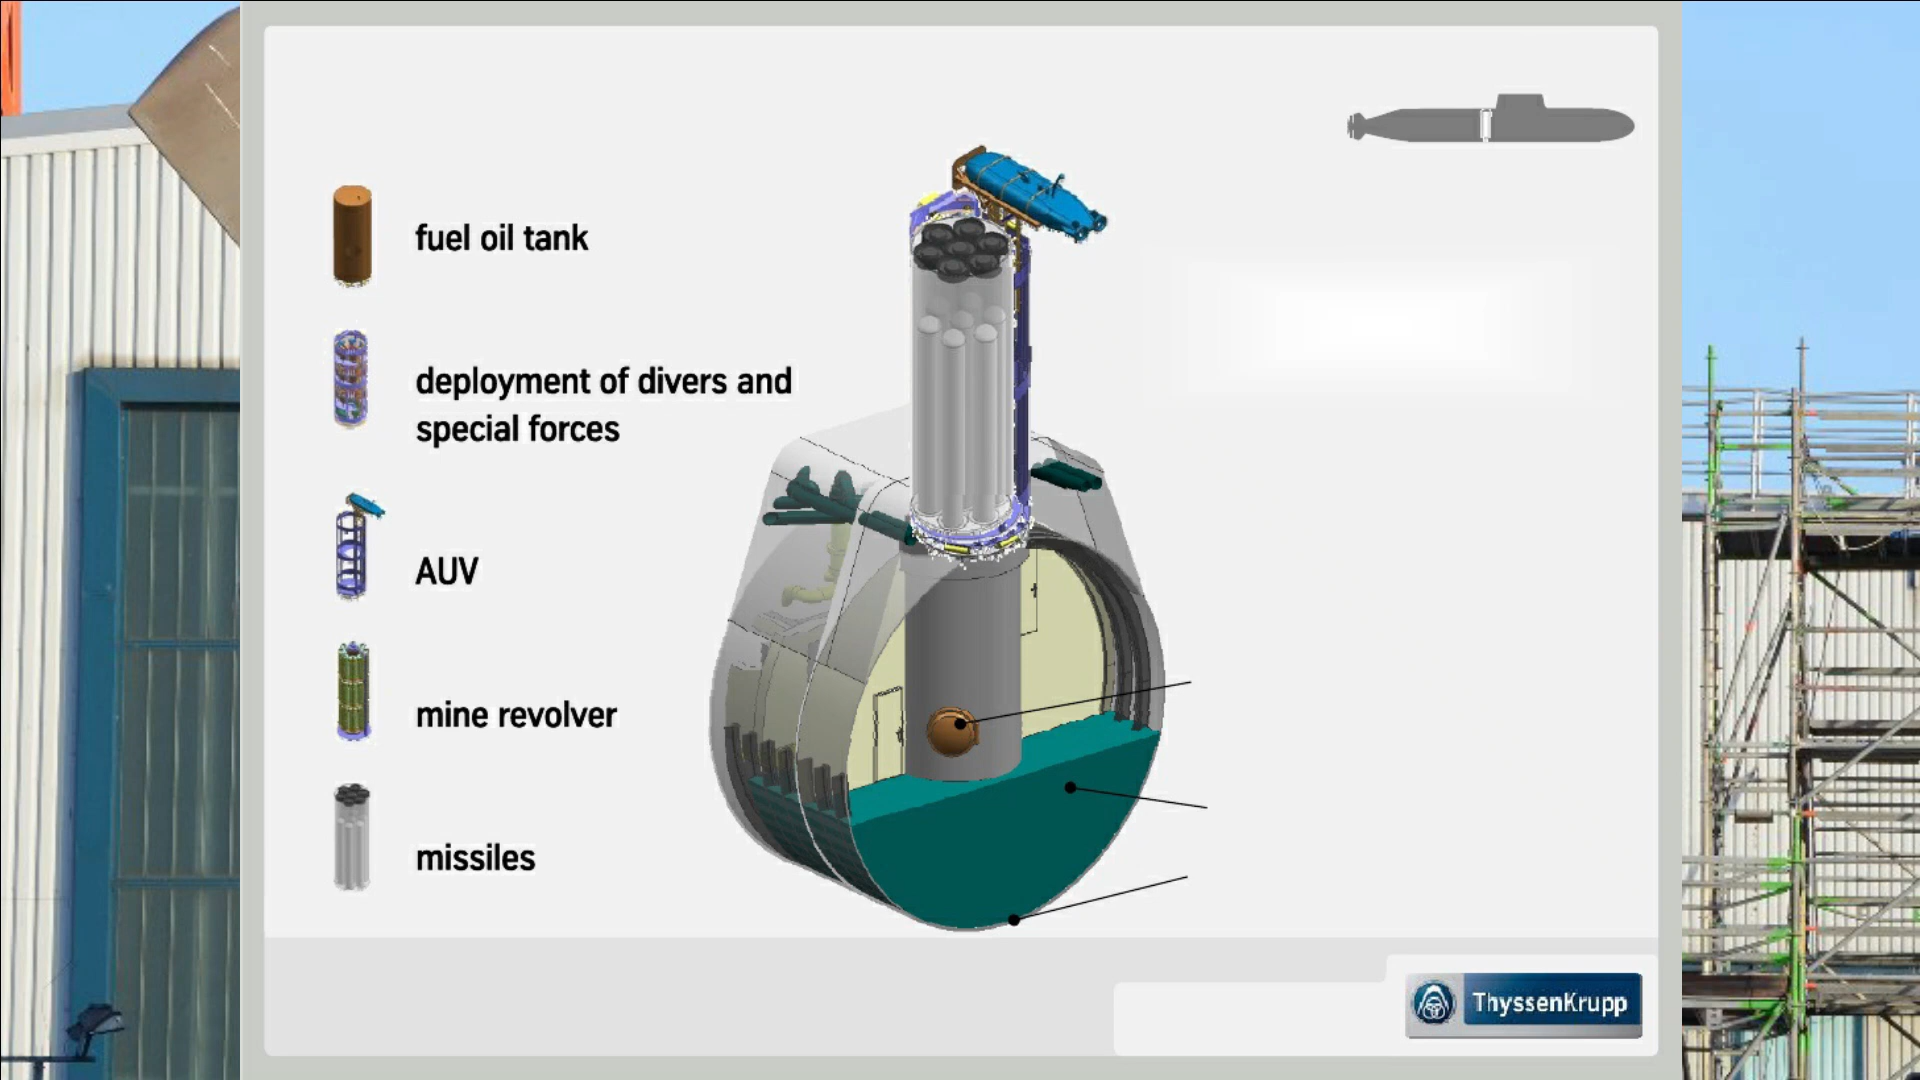 fuel oil tank
deployment of divers and
special forces
AUV
mine revolver
missiles
ThyssenKrupp